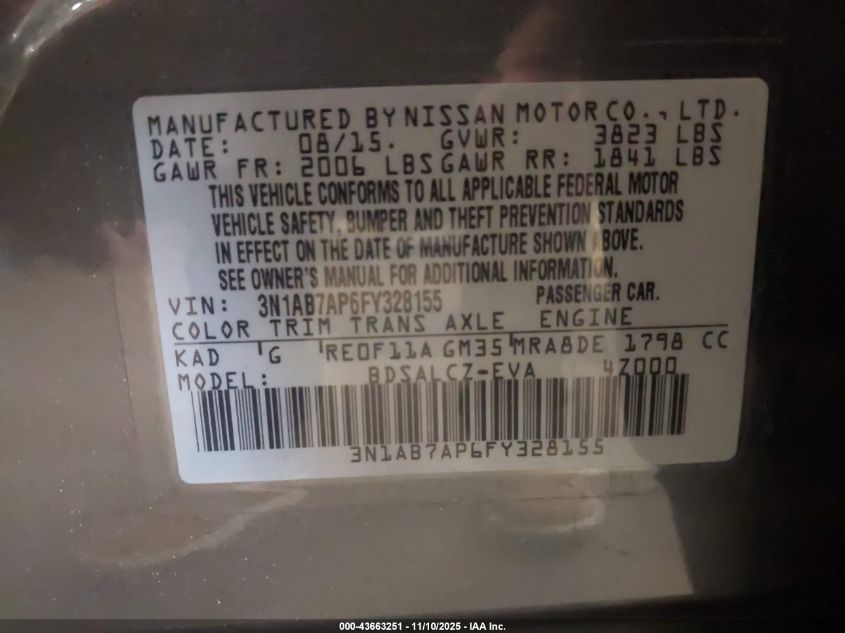 MANUFACTURED BY NISSAN MOTOR CO., LTD.
DATE: 08/15. GVWR: 3823 LBS
GAWR FR: 2006 LBS GAWR RR: 1841 LBS
THIS VEHICLE CONFORMS TO ALL APPLICABLE FEDERAL MOTOR
VEHICLE SAFETY, BUMPER AND THEFT PREVENTION STANDARDS
IN EFFECT ON THE DATE OF MANUFACTURE SHOWN ABOVE.
SEE OWNER'S MANUAL FOR ADDITIONAL INFORMATION.
VIN: 3N1AB7AP6FY328155 PASSENGER CAR.
COLOR TRIM TRANS AXLE ENGINE
KAD G RE0F11A GM35 MRA8DE 1798 CC
MODEL: BDSALCZ-EVA 4Z000
3N1AB7AP6FY328155
000-43663251 - 11/10/2025 - IAA Inc.